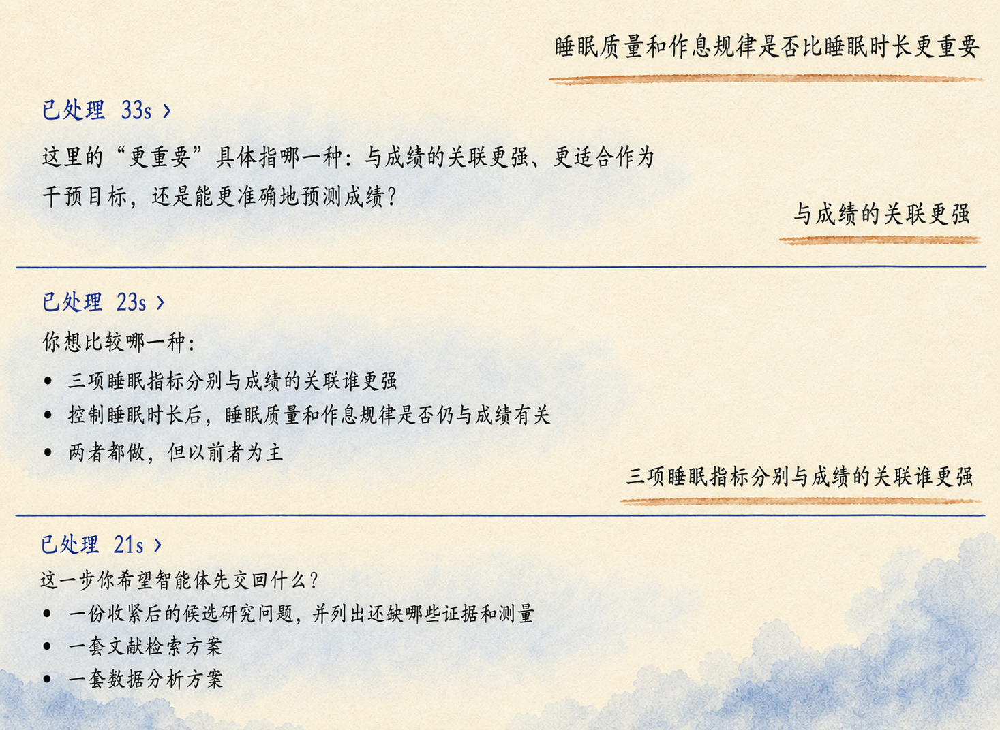 睡眠质量和作息规律是否比睡眠时长更重要
已处理 33s >
这里的“更重要”具体指哪一种：与成绩的关联更强、更适合作为
干预目标，还是能更准确地预测成绩？
与成绩的关联更强
已处理 23s >
你想比较哪一种：
• 三项睡眠指标分别与成绩的关联谁更强
• 控制睡眠时长后，睡眠质量和作息规律是否仍与成绩有关
• 两者都做，但以前者为主
三项睡眠指标分别与成绩的关联谁更强
已处理 21s >
这一步你希望智能体先交回什么？
• 一份收紧后的候选研究问题，并列出还缺哪些证据和测量
• 一套文献检索方案
• 一套数据分析方案